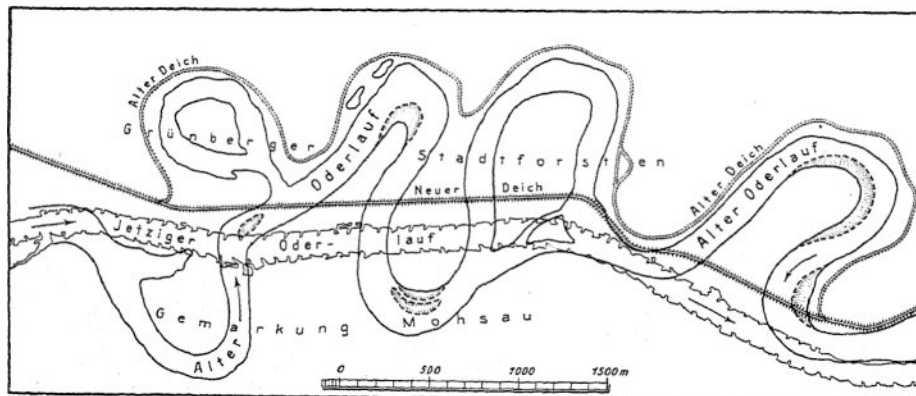 Alter Deich
Grünberger
Oderlauf
Stadtforsten
Neuer Deich
Alter Deich
Alter Oderlauf
Jetziger Oder-lauf
Gemarkung Mohsau
Alter
0 500 1000 1500 m